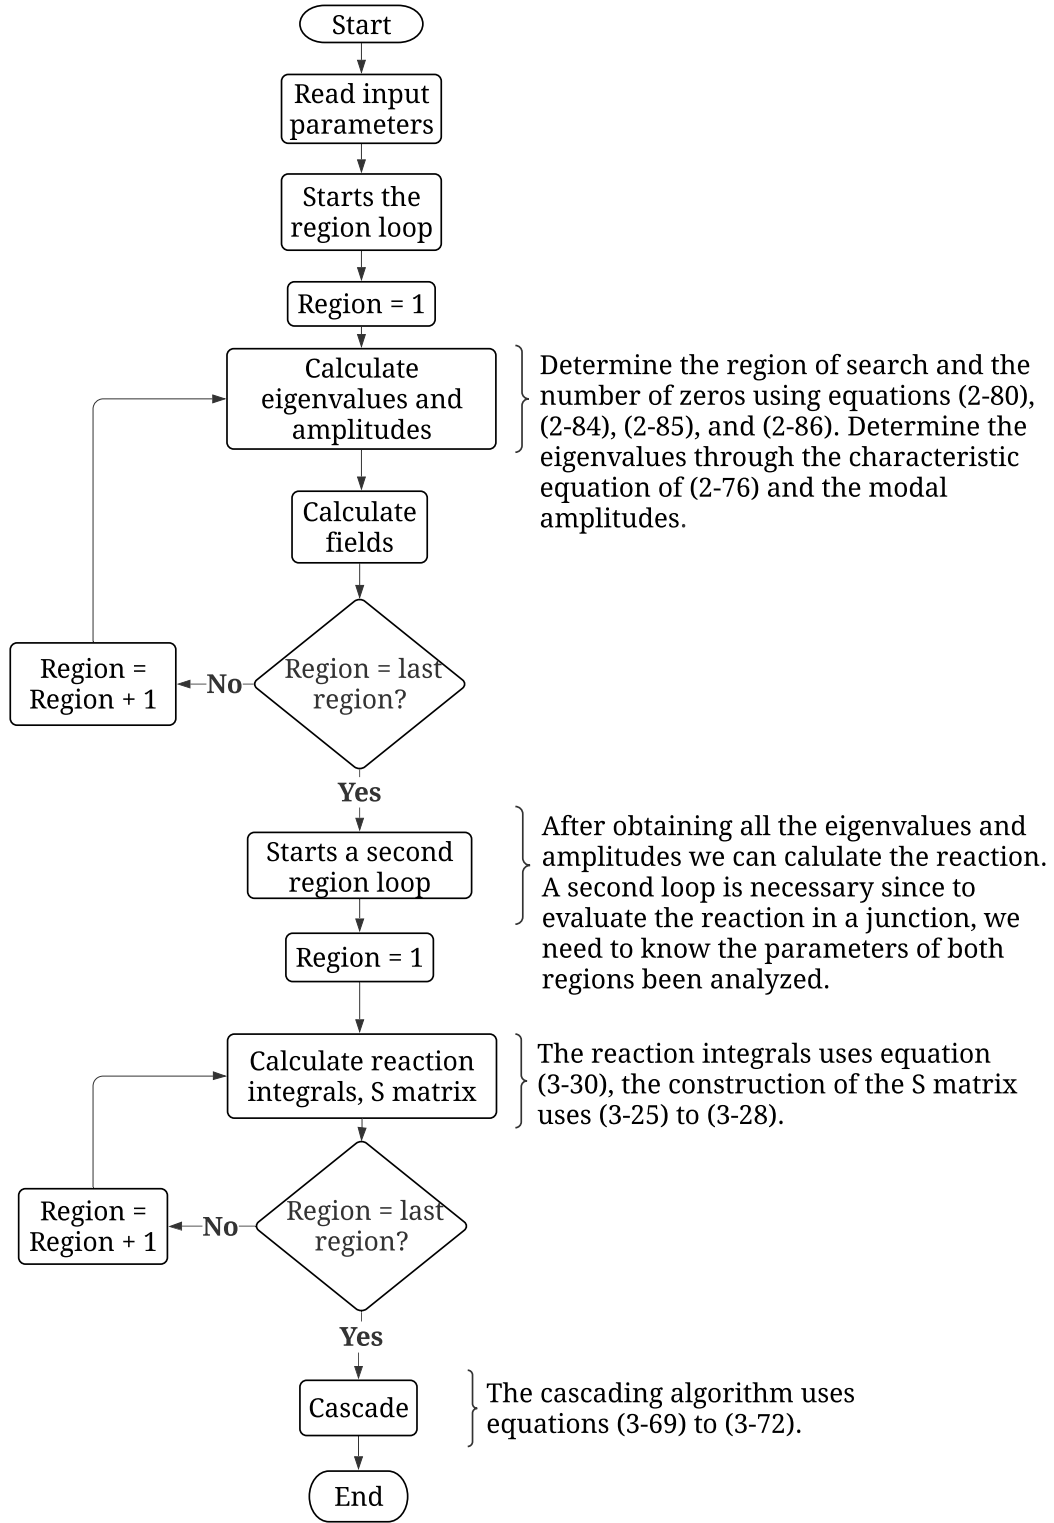 Start
Read input
parameters
Starts the
region loop
Region = 1
Calculate
eigenvalues and
amplitudes
Determine the region of search and the
number of zeros using equations (2-80),
(2-84), (2-85), and (2-86). Determine the
eigenvalues through the characteristic
equation of (2-76) and the modal
amplitudes.
Calculate
fields
Region = last
region?
No
Region =
Region + 1
Yes
Starts a second
region loop
After obtaining all the eigenvalues and
amplitudes we can calulate the reaction.
A second loop is necessary since to
evaluate the reaction in a junction, we
need to know the parameters of both
regions been analyzed.
Region = 1
Calculate reaction
integrals, S matrix
The reaction integrals uses equation
(3-30), the construction of the S matrix
uses (3-25) to (3-28).
Region = last
region?
No
Region =
Region + 1
Yes
Cascade
The cascading algorithm uses
equations (3-69) to (3-72).
End